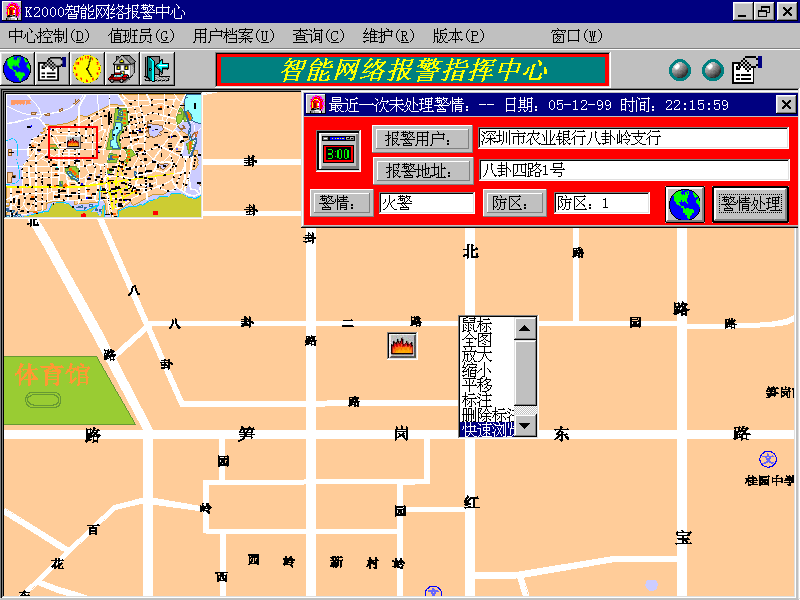 K2000智能网络报警中心
中心控制(D) 值班员(G) 用户档案(U) 查询(C) 维护(R) 版本(P) 窗口(W)
智能网络报警指挥中心
最近一次未处理警情: -- 日期: 05-12-99 时间: 22:15:59
3:00
报警用户: 深圳市农业银行八卦岭支行
报警地址: 八卦四路1号
警情: 火警 防区: 防区: 1 警情处理
卦
卦
北
卦
北
路
八
路
八 卦 二 路 园 路
路
路
卦
鼠标
全图
放大
缩小
平移
标注
删除标注
快速浏览
体育馆
笋岗
路
路 笋 岗 东 路
园
文
桂园中学
岭
园
红
百
宝
花
西 岭 新 村 岭
西
东